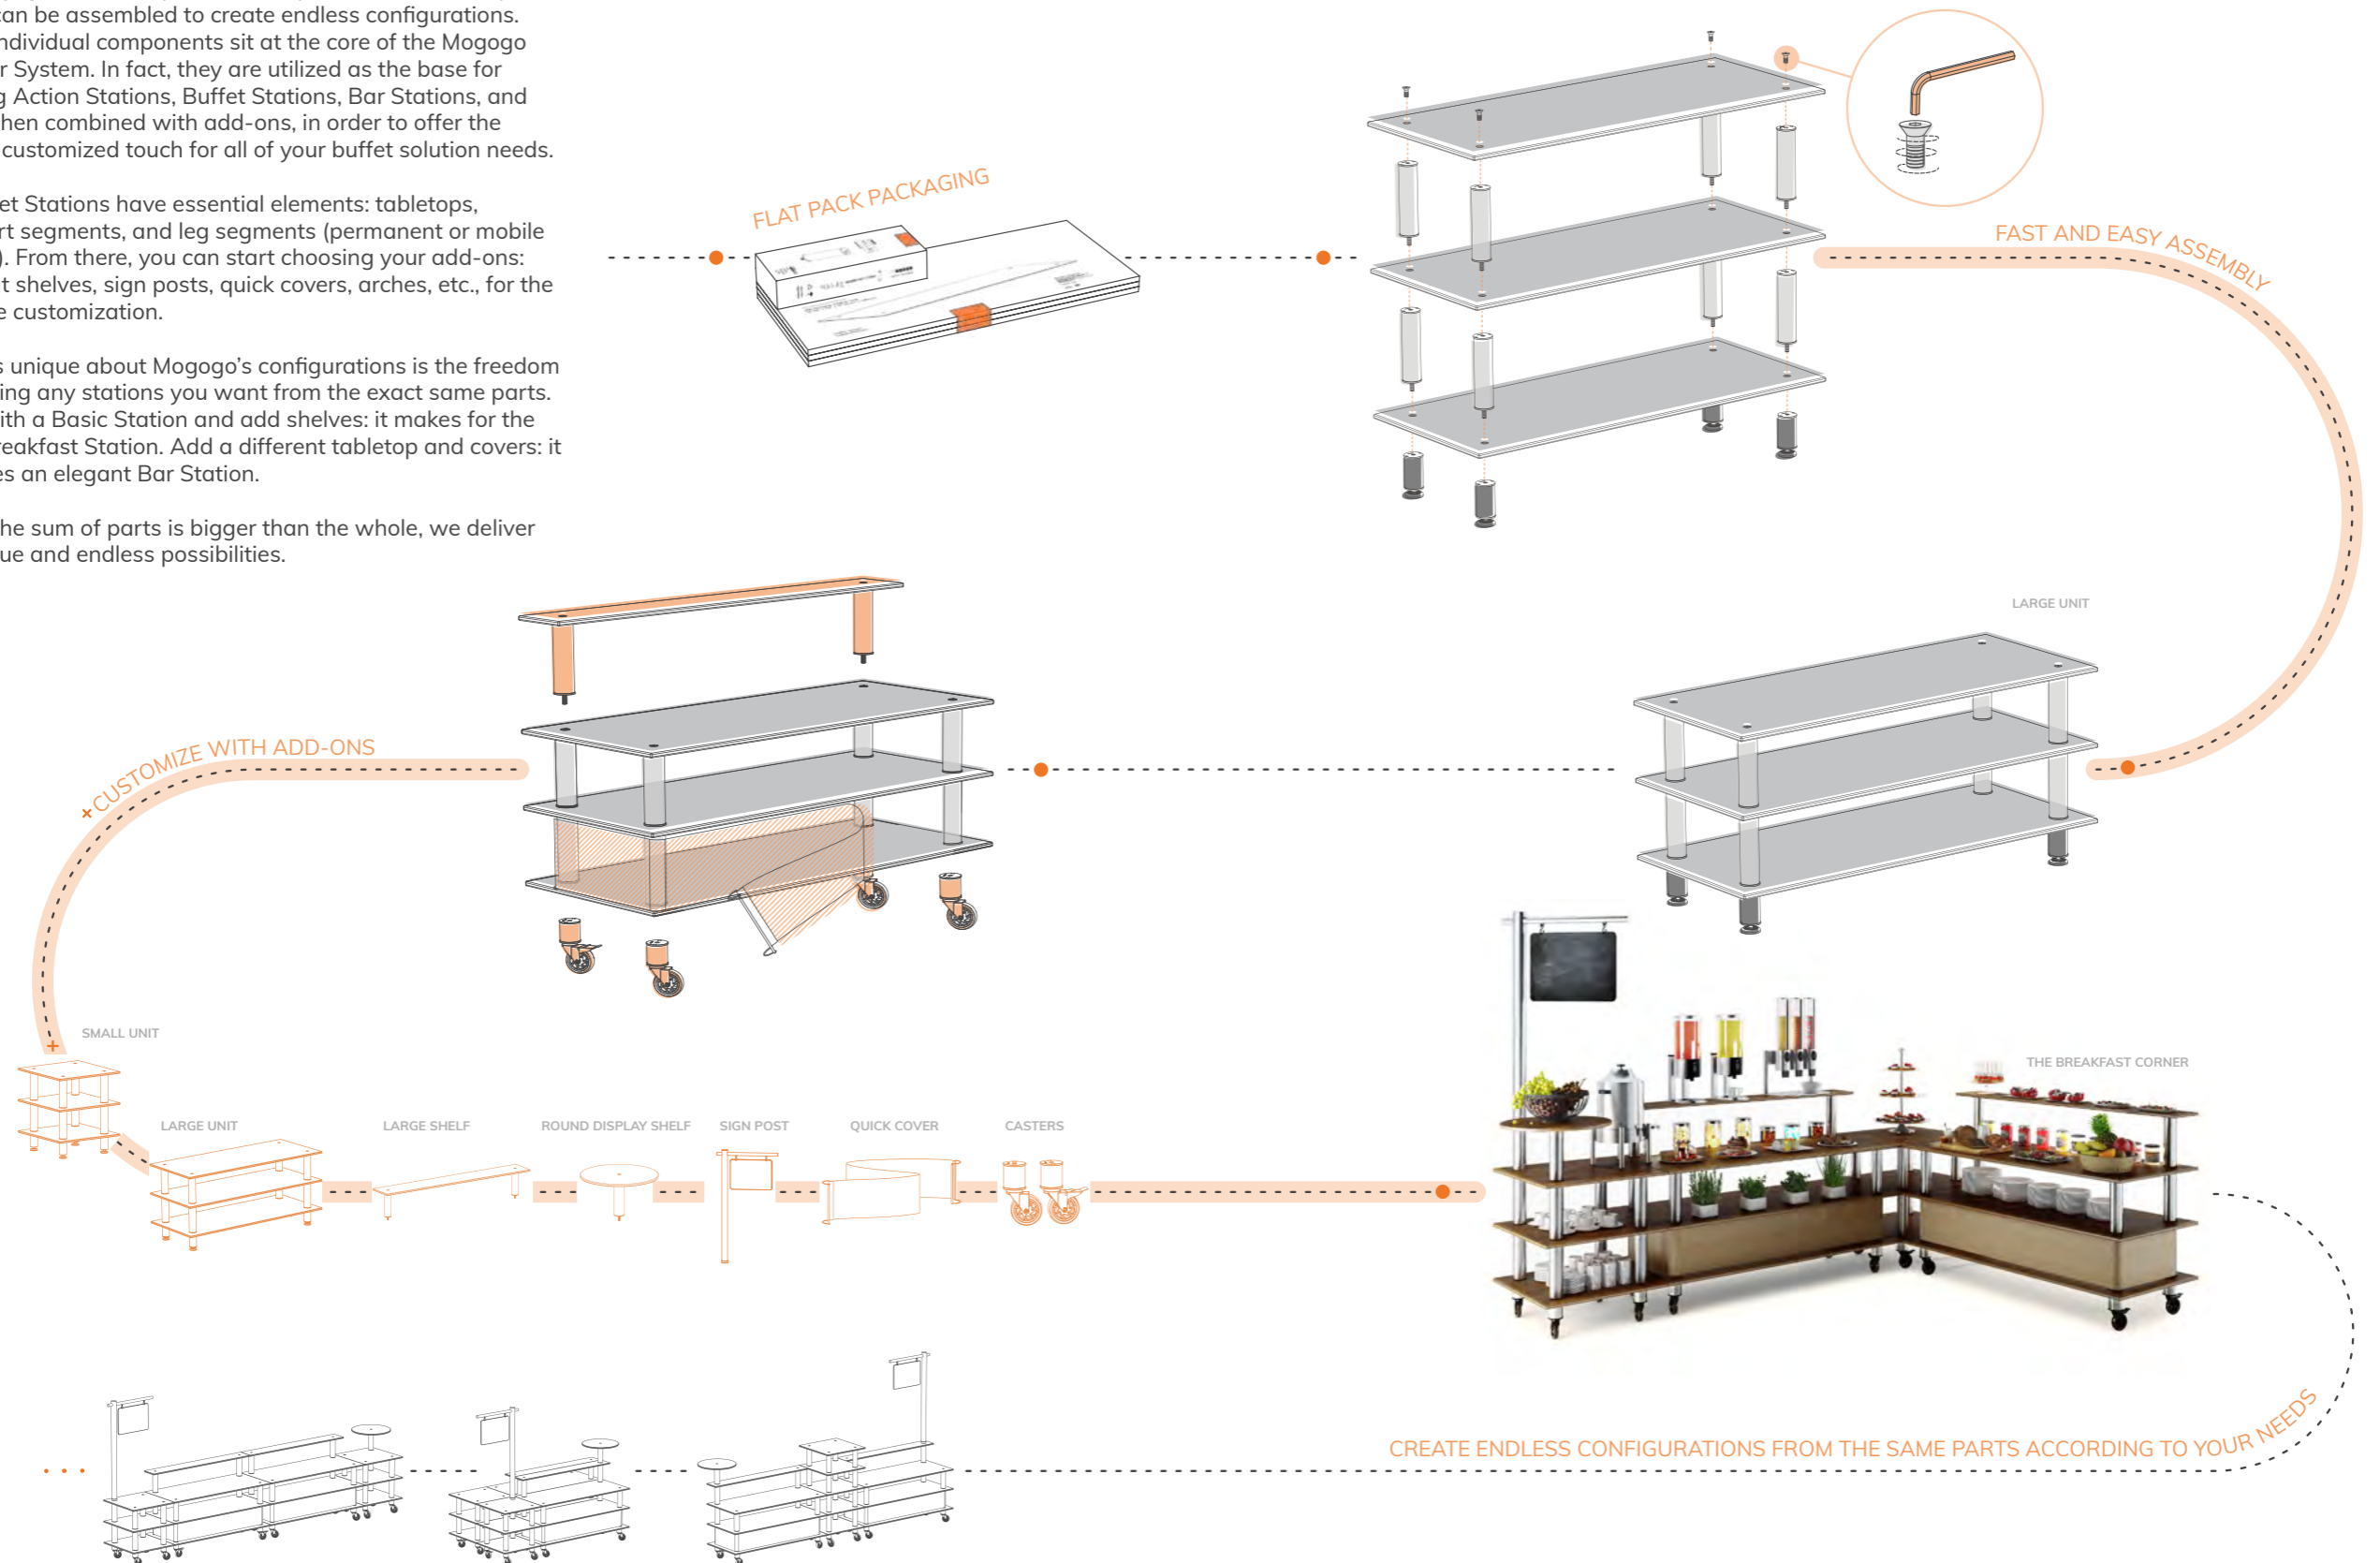 can be assembled to create endless configurations.
ndividual components sit at the core of the Mogogo
r System. In fact, they are utilized as the base for
g Action Stations, Buffet Stations, Bar Stations, and
hen combined with add-ons, in order to offer the
customized touch for all of your buffet solution needs.
et Stations have essential elements: tabletops,
rt segments, and leg segments (permanent or mobile
). From there, you can start choosing your add-ons:
t shelves, sign posts, quick covers, arches, etc., for the
e customization.
s unique about Mogogo’s configurations is the freedom
ing any stations you want from the exact same parts.
ith a Basic Station and add shelves: it makes for the
reakfast Station. Add a different tabletop and covers: it
es an elegant Bar Station.
he sum of parts is bigger than the whole, we deliver
ue and endless possibilities.
FLAT PACK PACKAGING
FAST AND EASY ASSEMBLY
LARGE UNIT
+CUSTOMIZE WITH ADD-ONS
+
SMALL UNIT
LARGE UNIT
LARGE SHELF
ROUND DISPLAY SHELF
SIGN POST
QUICK COVER
CASTERS
THE BREAKFAST CORNER
CREATE ENDLESS CONFIGURATIONS FROM THE SAME PARTS ACCORDING TO YOUR NEEDS